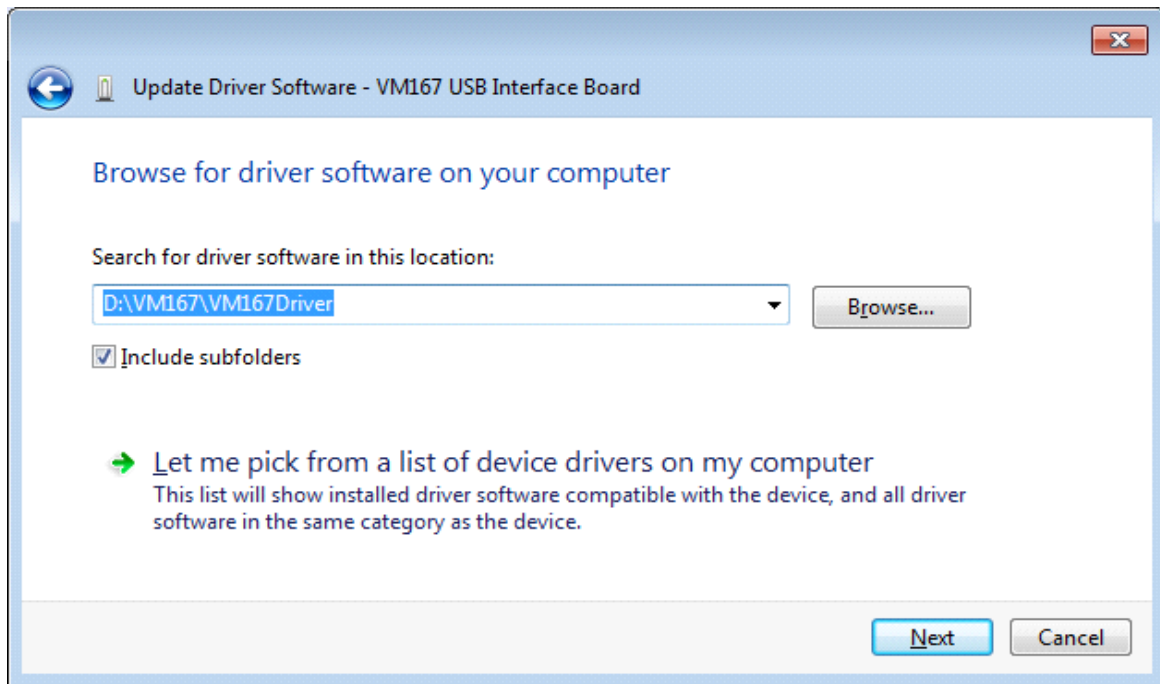 Update Driver Software - VM167 USB Interface Board
Browse for driver software on your computer
Search for driver software in this location:
D:\VM167\VM167Driver
Browse...
Include subfolders
Let me pick from a list of device drivers on my computer
This list will show installed driver software compatible with the device, and all driver
software in the same category as the device.
Next
Cancel